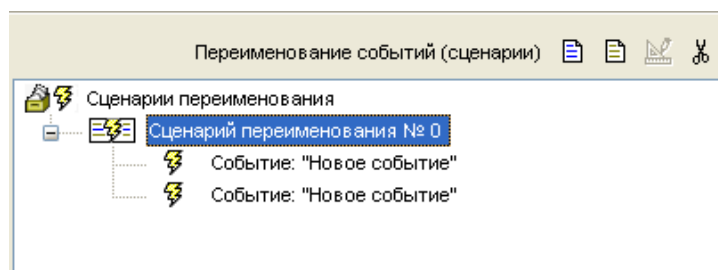 Переименование событий (сценарии)
Сценарии переименования
Сценарий переименования № 0
Событие: "Новое событие"
Событие: "Новое событие"